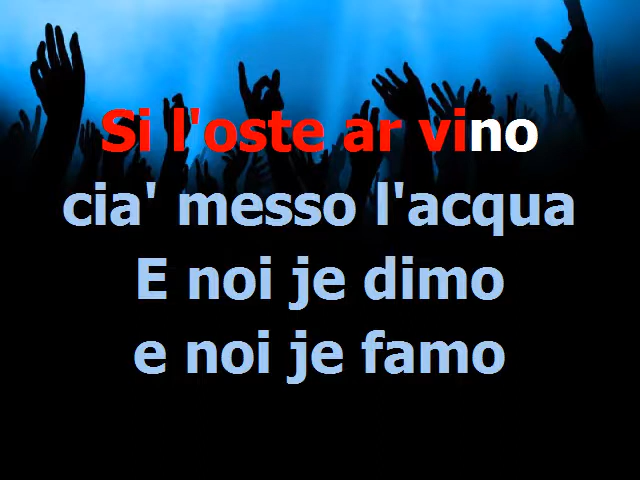 Si l'oste ar vino
cia' messo l'acqua
E noi je dimo
e noi je famo